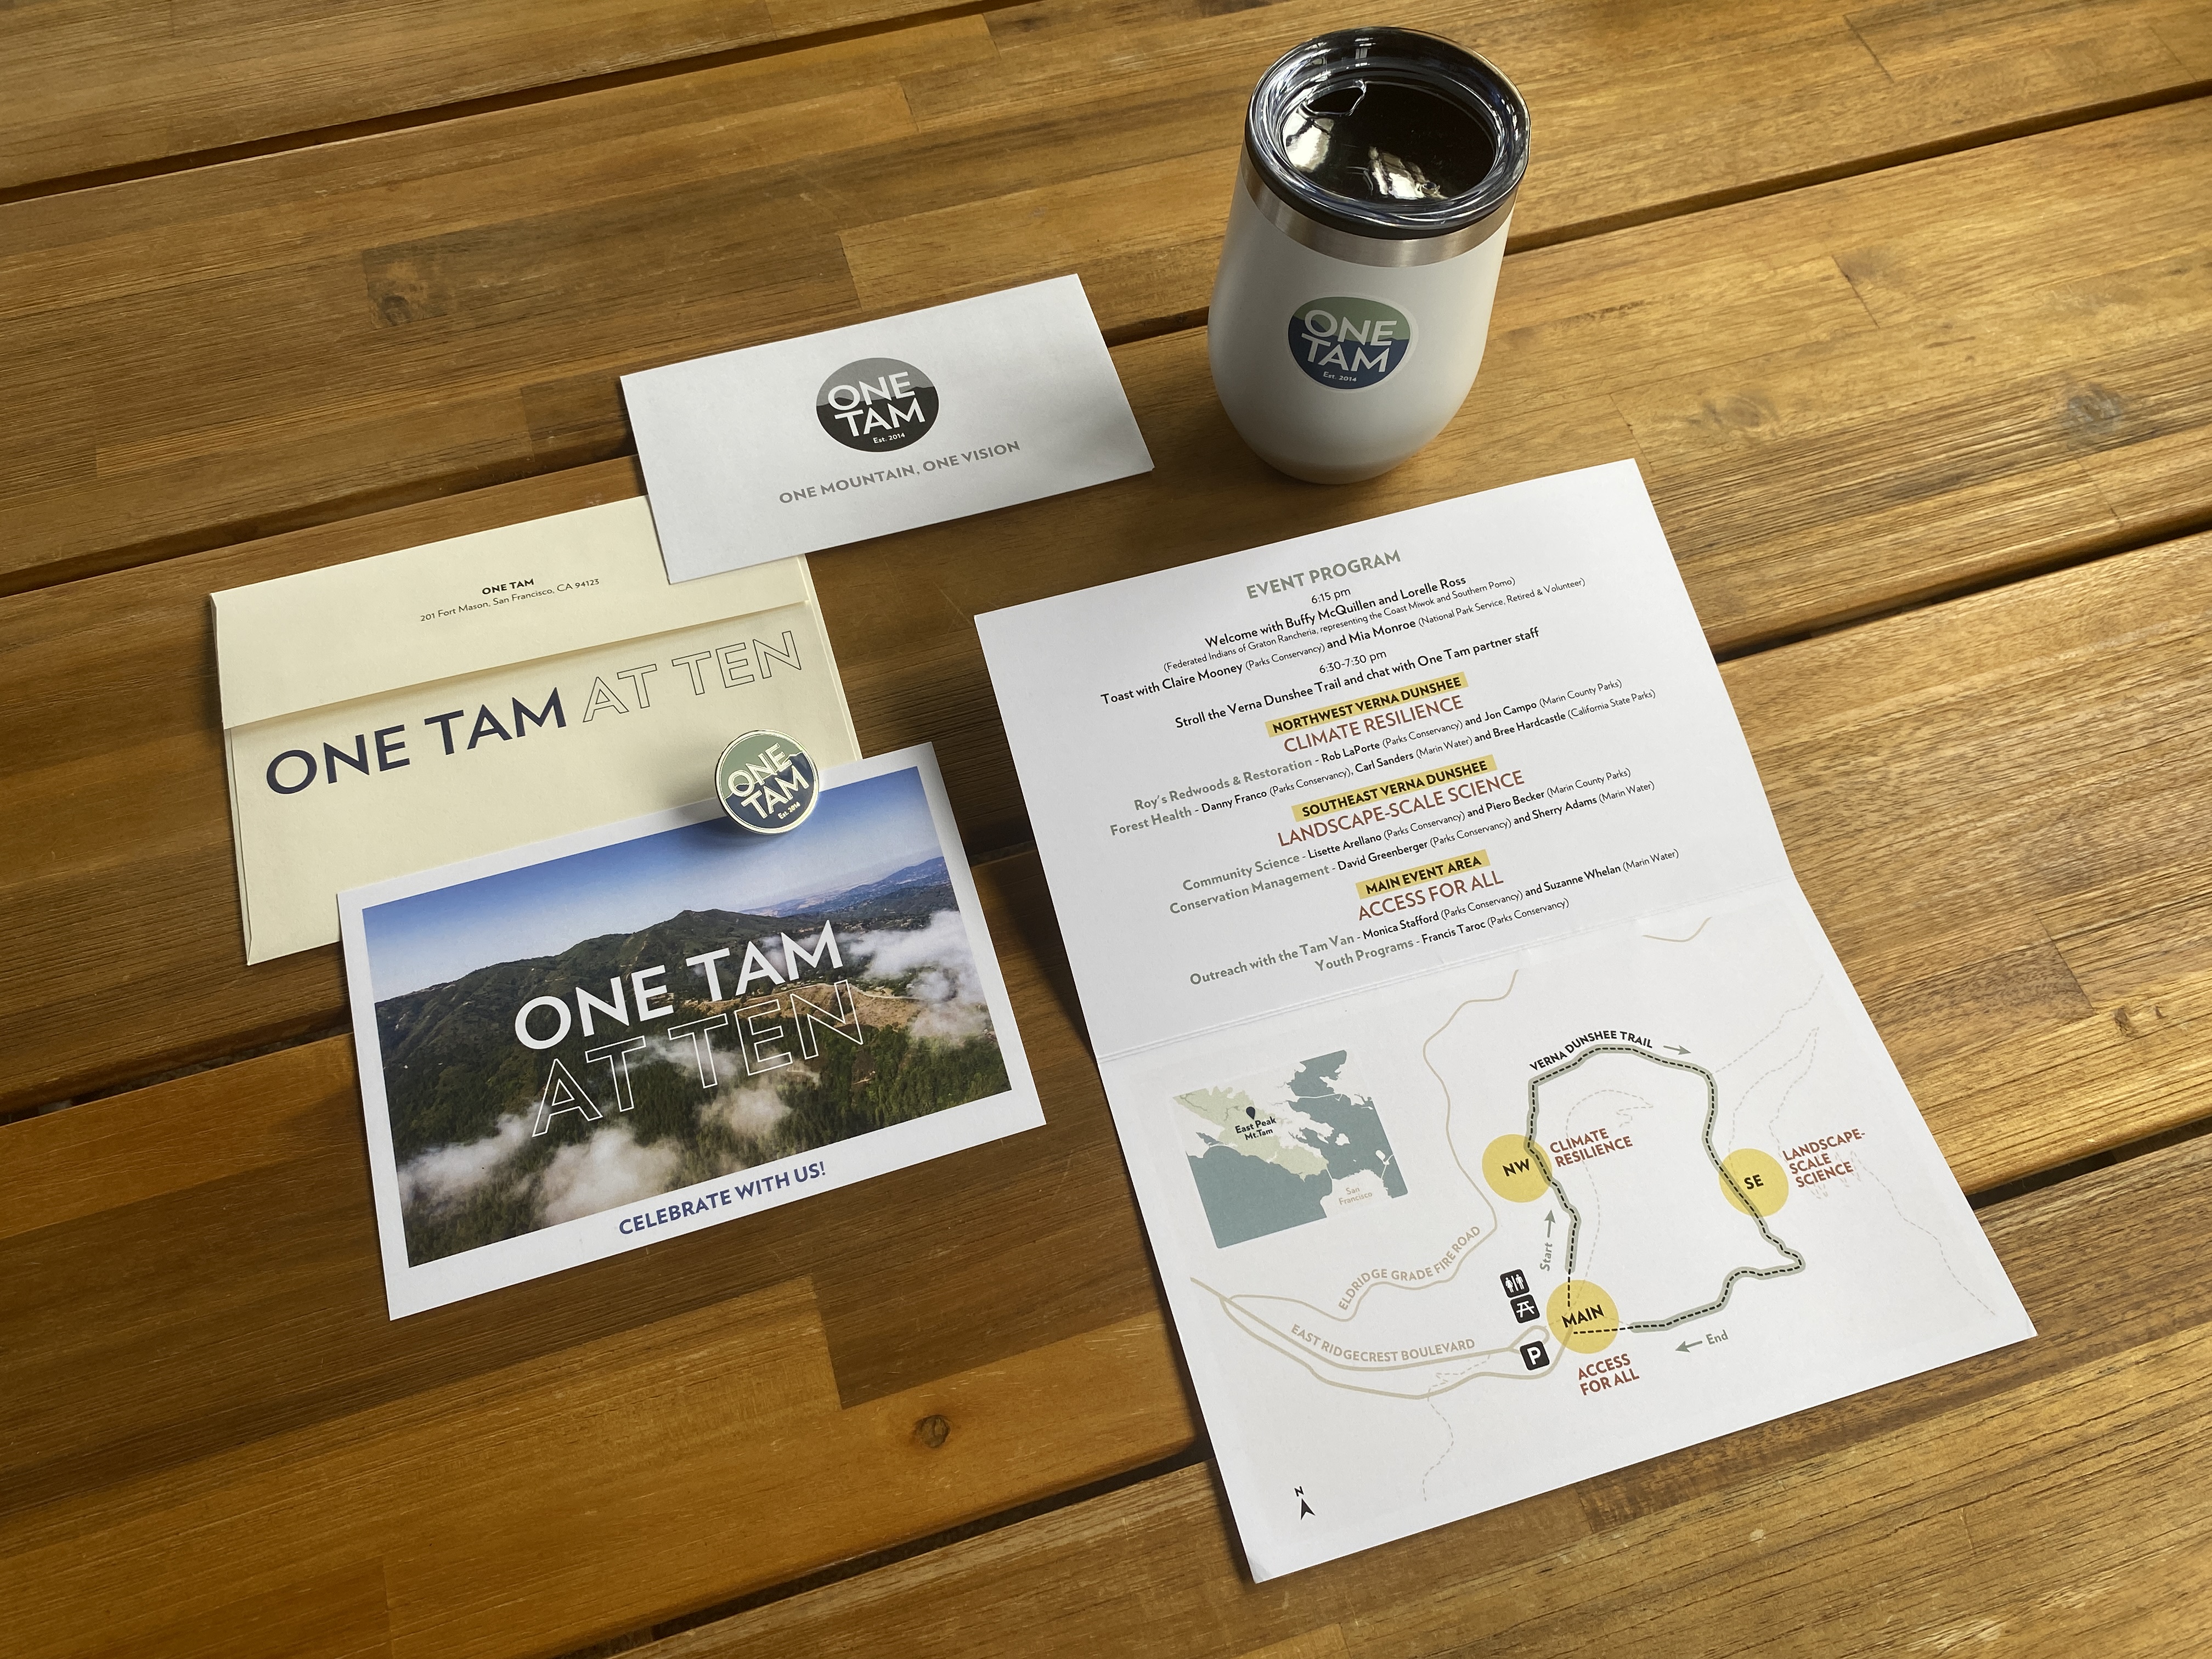 ONE
TAM
Est. 2014
ONE
TAM
Est. 2014
ONE MOUNTAIN, ONE VISION
ONE TAM
201 Fort Mason, San Francisco, CA 94123
ONE TAM AT TEN
ONE
TAM
Est. 2014
ONE TAM
AT TEN
CELEBRATE WITH US!
EVENT PROGRAM
6:15 pm
Welcome with Buffy McQuillen and Lorelle Ross
(Federated Indians of Graton Rancheria, representing the Coast Miwok and Southern Pomo)
Toast with Claire Mooney (Parks Conservancy) and Mia Monroe (National Park Service, Retired & Volunteer)
6:30-7:30 pm
Stroll the Verna Dunshee Trail and chat with One Tam partner staff
NORTHWEST VERNA DUNSHEE
CLIMATE RESILIENCE
Roy's Redwoods & Restoration - Rob LaPorte (Parks Conservancy) and Jon Campo (Marin County Parks)
Forest Health - Danny Franco (Parks Conservancy), Carl Sanders (Marin Water) and Bree Hardcastle (California State Parks)
SOUTHEAST VERNA DUNSHEE
LANDSCAPE-SCALE SCIENCE
Community Science - Lisette Arellano (Parks Conservancy) and Piero Becker (Marin County Parks)
Conservation Management - David Greenberger (Parks Conservancy) and Sherry Adams (Marin Water)
MAIN EVENT AREA
ACCESS FOR ALL
Outreach with the Tam Van - Monica Stafford (Parks Conservancy) and Suzanne Whelan (Marin Water)
Youth Programs - Francis Taroc (Parks Conservancy)
VERNA DUNSHEE TRAIL
East Peak
Mt.Tam
San
Francisco
NW
CLIMATE
RESILIENCE
SE
LANDSCAPE-
SCALE
SCIENCE
Start
ELDRIDGE GRADE FIRE ROAD
EAST RIDGECREST BOULEVARD
MAIN
P
End
ACCESS
FOR ALL
N